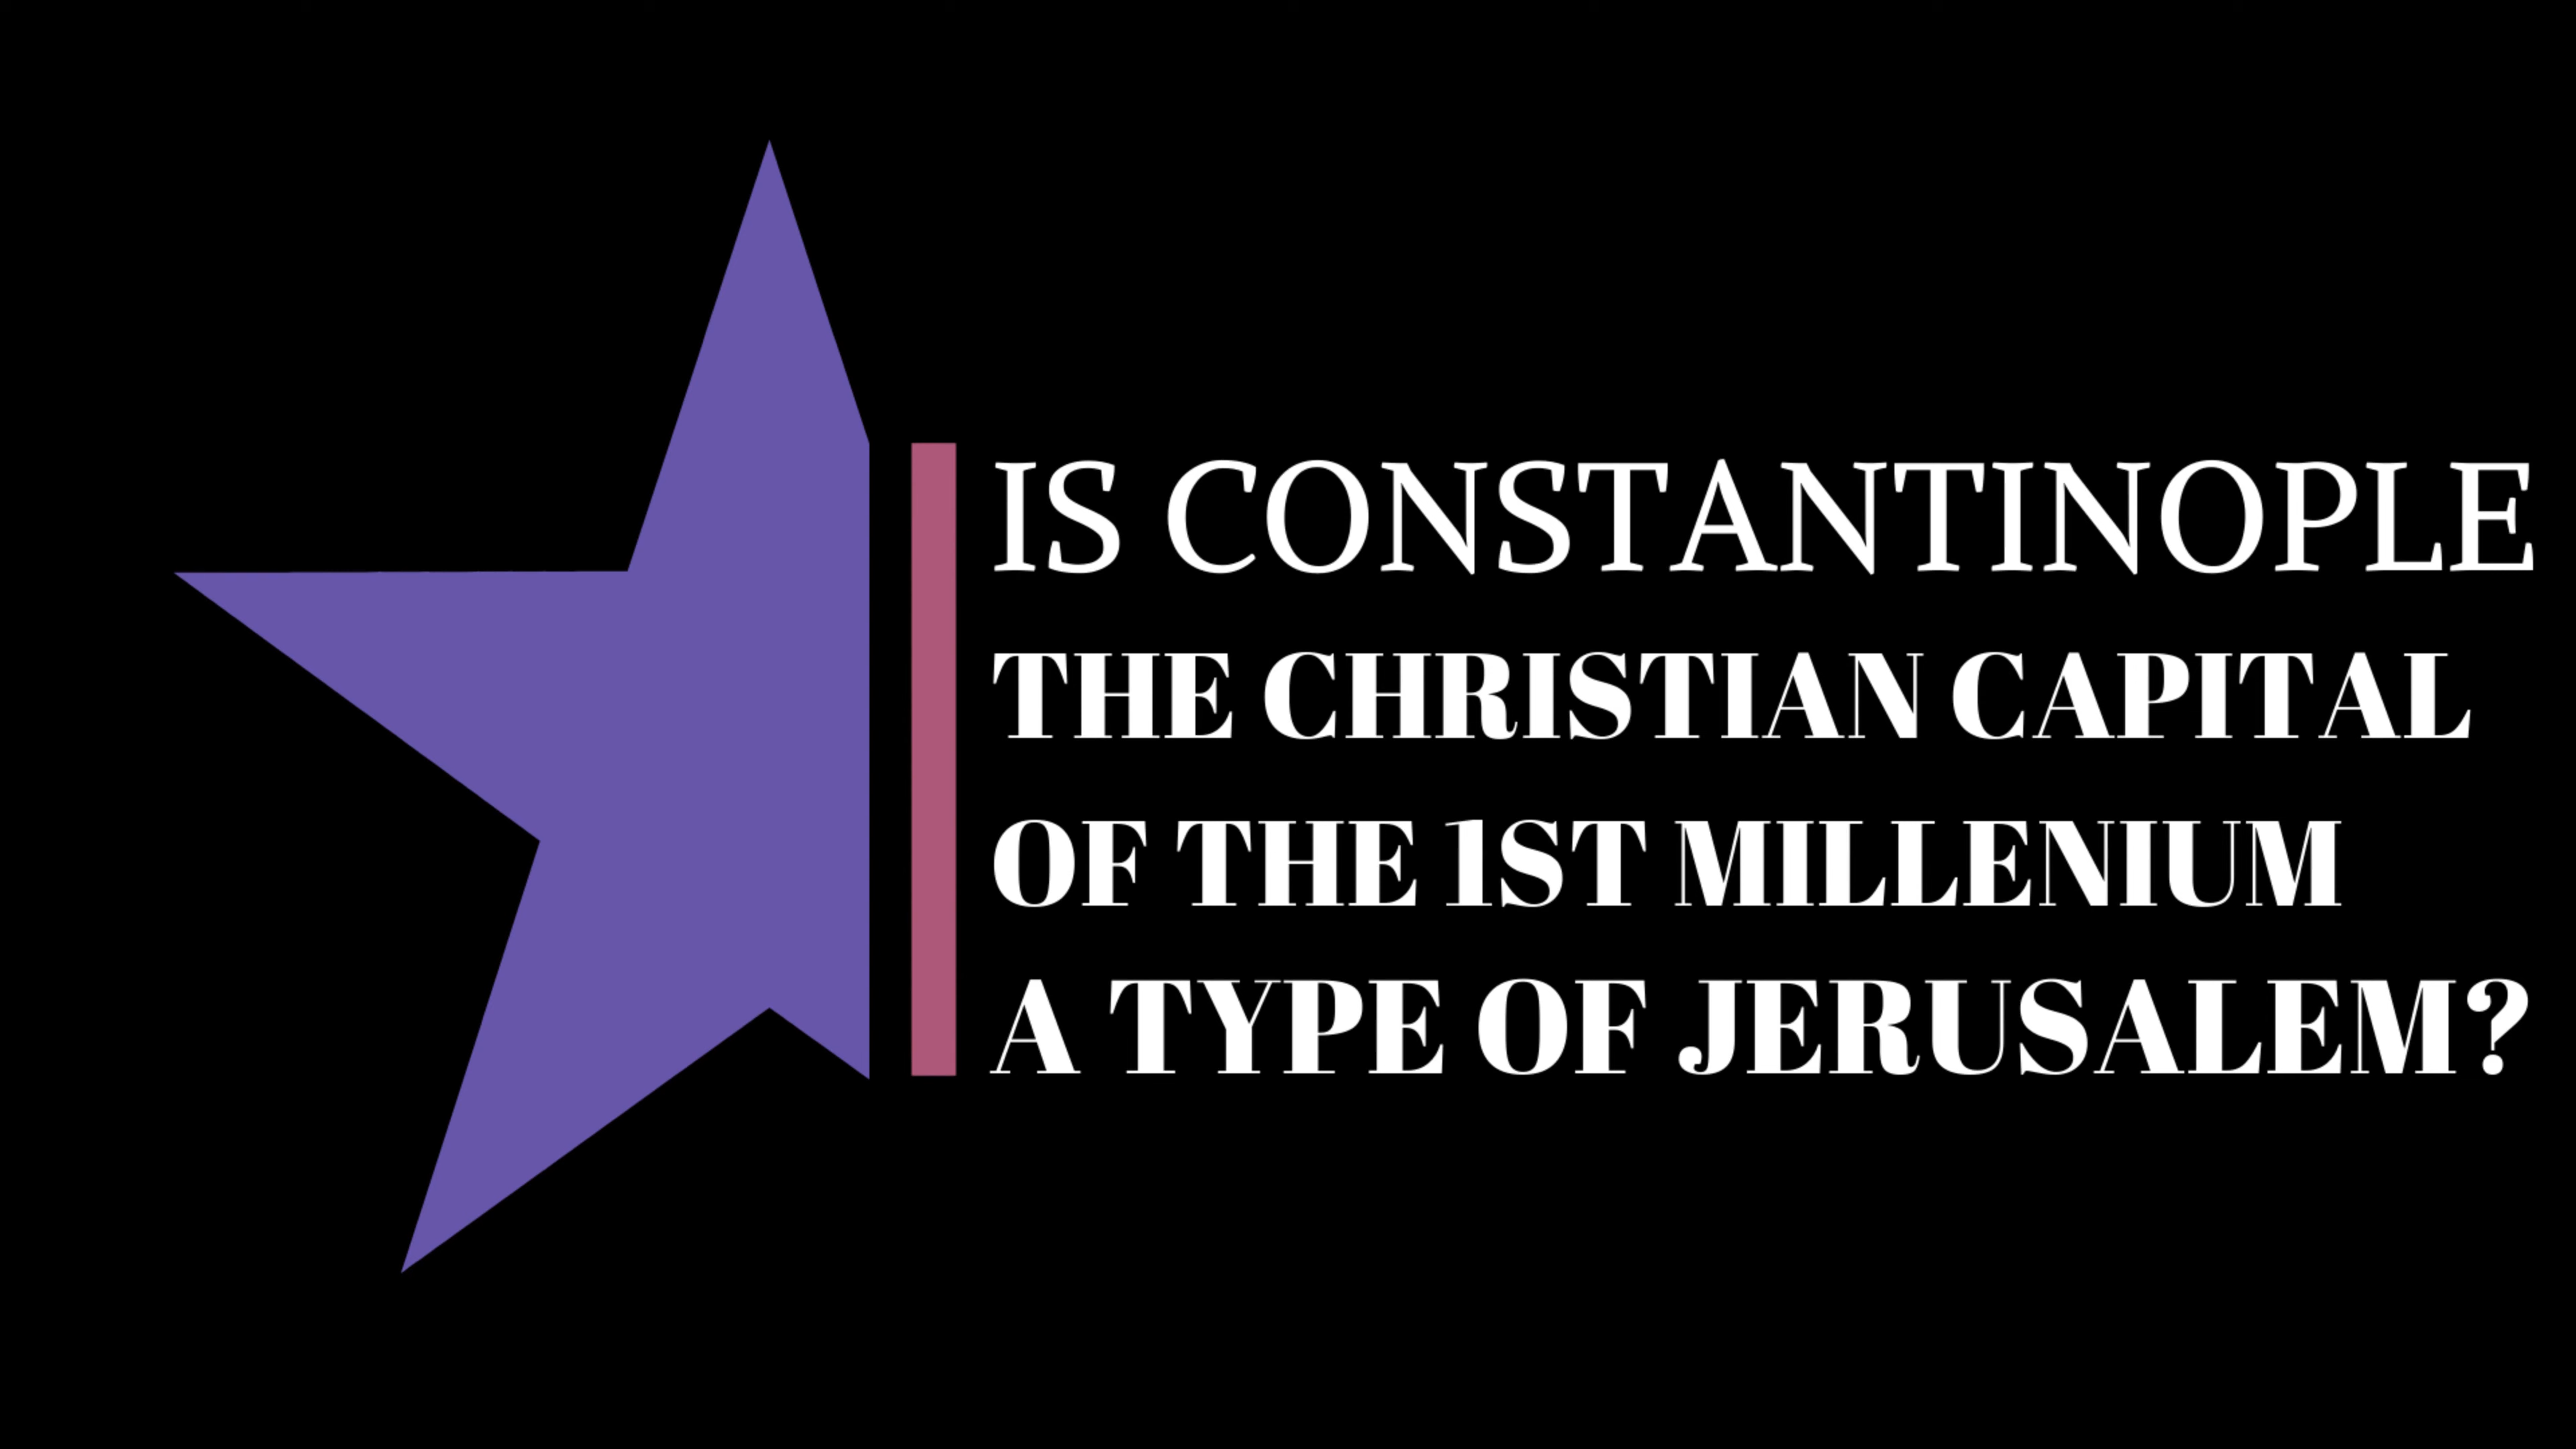 IS CONSTANTINOPLE
THE CHRISTIAN CAPITAL
OF THE 1ST MILLENIUM
A TYPE OF JERUSALEM?